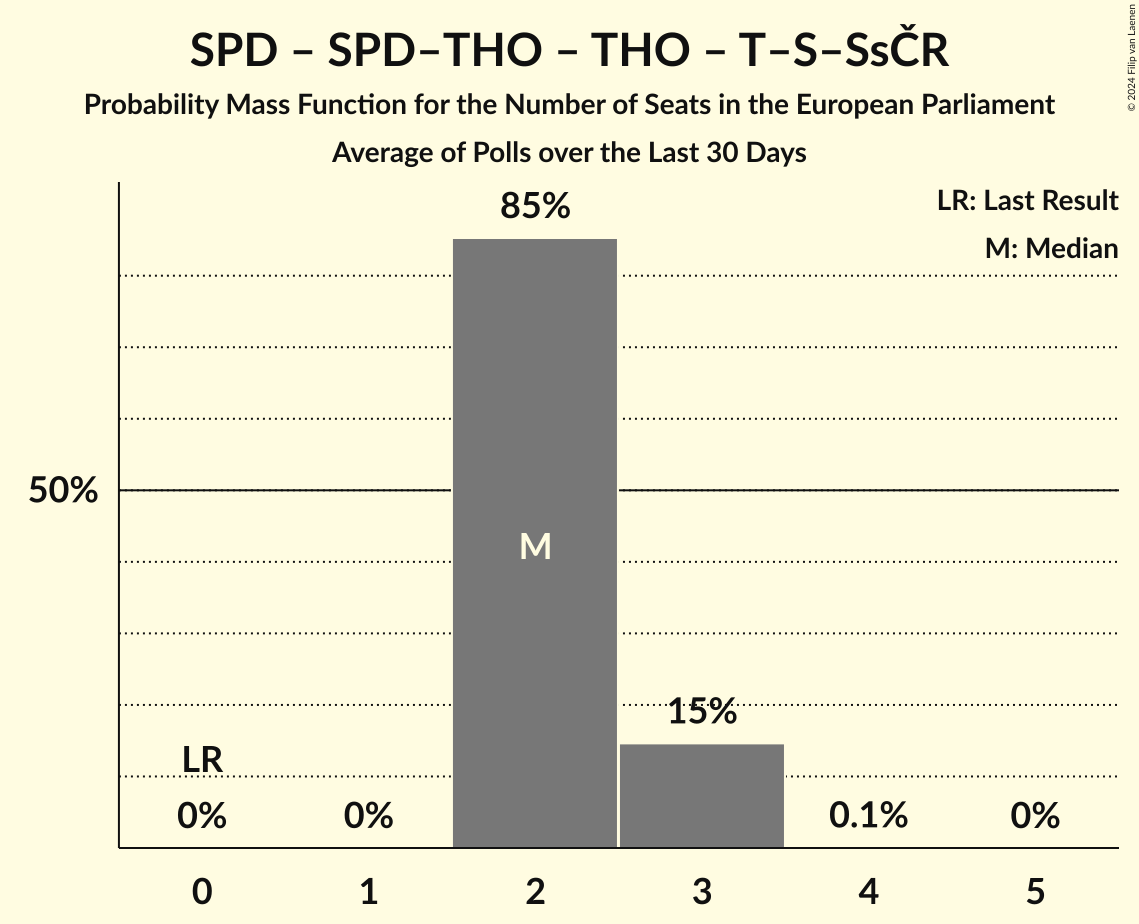 SPD – SPD–THO – THO – T–S–SsČR
Probability Mass Function for the Number of Seats in the European Parliament
Average of Polls over the Last 30 Days
© 2024 Filip van Laenen
LR: Last Result
M: Median
85%
50%
M
15%
LR
0% 0% 0.1% 0%
0 1 2 3 4 5